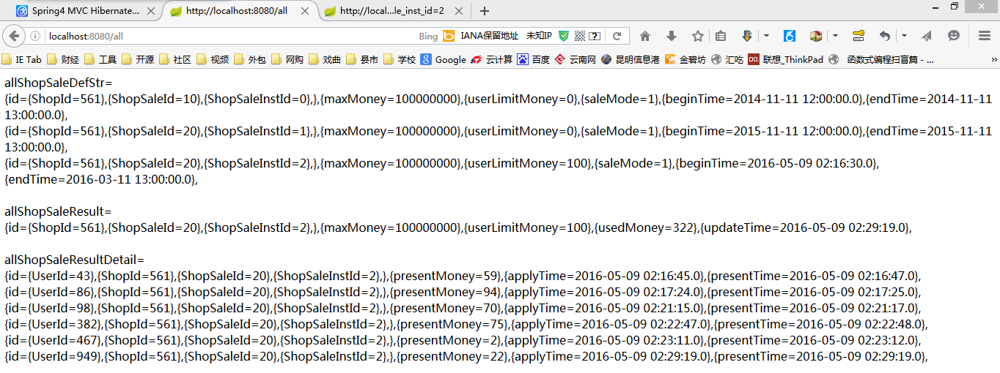 Spring4 MVC Hibernate...
http://localhost:8080/all
http://local...le_inst_id=2
localhost:8080/all
Bing
IANA保留地址
未知IP
IE Tab
财经
工具
开源
社区
视频
外包
网购
戏曲
县市
学校
Google
云计算
百度
云南网
昆明信息港
金碧坊
汇吃
联想_ThinkPad
函数式编程扫盲篇 - ...
allShopSaleDefStr=
{id={ShopId=561},{ShopSaleId=10},{ShopSaleInstId=0},},{maxMoney=100000000},{userLimitMoney=0},{saleMode=1},{beginTime=2014-11-11 12:00:00.0},{endTime=2014-11-11
13:00:00.0},
{id={ShopId=561},{ShopSaleId=20},{ShopSaleInstId=1},},{maxMoney=100000000},{userLimitMoney=0},{saleMode=1},{beginTime=2015-11-11 12:00:00.0},{endTime=2015-11-11
13:00:00.0},
{id={ShopId=561},{ShopSaleId=20},{ShopSaleInstId=2},},{maxMoney=100000000},{userLimitMoney=100},{saleMode=1},{beginTime=2016-05-09 02:16:30.0},
{endTime=2016-03-11 13:00:00.0},
allShopSaleResult=
{id={ShopId=561},{ShopSaleId=20},{ShopSaleInstId=2},},{maxMoney=100000000},{userLimitMoney=100},{usedMoney=322},{updateTime=2016-05-09 02:29:19.0},
allShopSaleResultDetail=
{id={UserId=43},{ShopId=561},{ShopSaleId=20},{ShopSaleInstId=2},},{presentMoney=59},{applyTime=2016-05-09 02:16:45.0},{presentTime=2016-05-09 02:16:47.0},
{id={UserId=86},{ShopId=561},{ShopSaleId=20},{ShopSaleInstId=2},},{presentMoney=94},{applyTime=2016-05-09 02:17:24.0},{presentTime=2016-05-09 02:17:25.0},
{id={UserId=98},{ShopId=561},{ShopSaleId=20},{ShopSaleInstId=2},},{presentMoney=70},{applyTime=2016-05-09 02:21:15.0},{presentTime=2016-05-09 02:21:17.0},
{id={UserId=382},{ShopId=561},{ShopSaleId=20},{ShopSaleInstId=2},},{presentMoney=75},{applyTime=2016-05-09 02:22:47.0},{presentTime=2016-05-09 02:22:48.0},
{id={UserId=467},{ShopId=561},{ShopSaleId=20},{ShopSaleInstId=2},},{presentMoney=2},{applyTime=2016-05-09 02:23:11.0},{presentTime=2016-05-09 02:23:12.0},
{id={UserId=949},{ShopId=561},{ShopSaleId=20},{ShopSaleInstId=2},},{presentMoney=22},{applyTime=2016-05-09 02:29:19.0},{presentTime=2016-05-09 02:29:19.0},